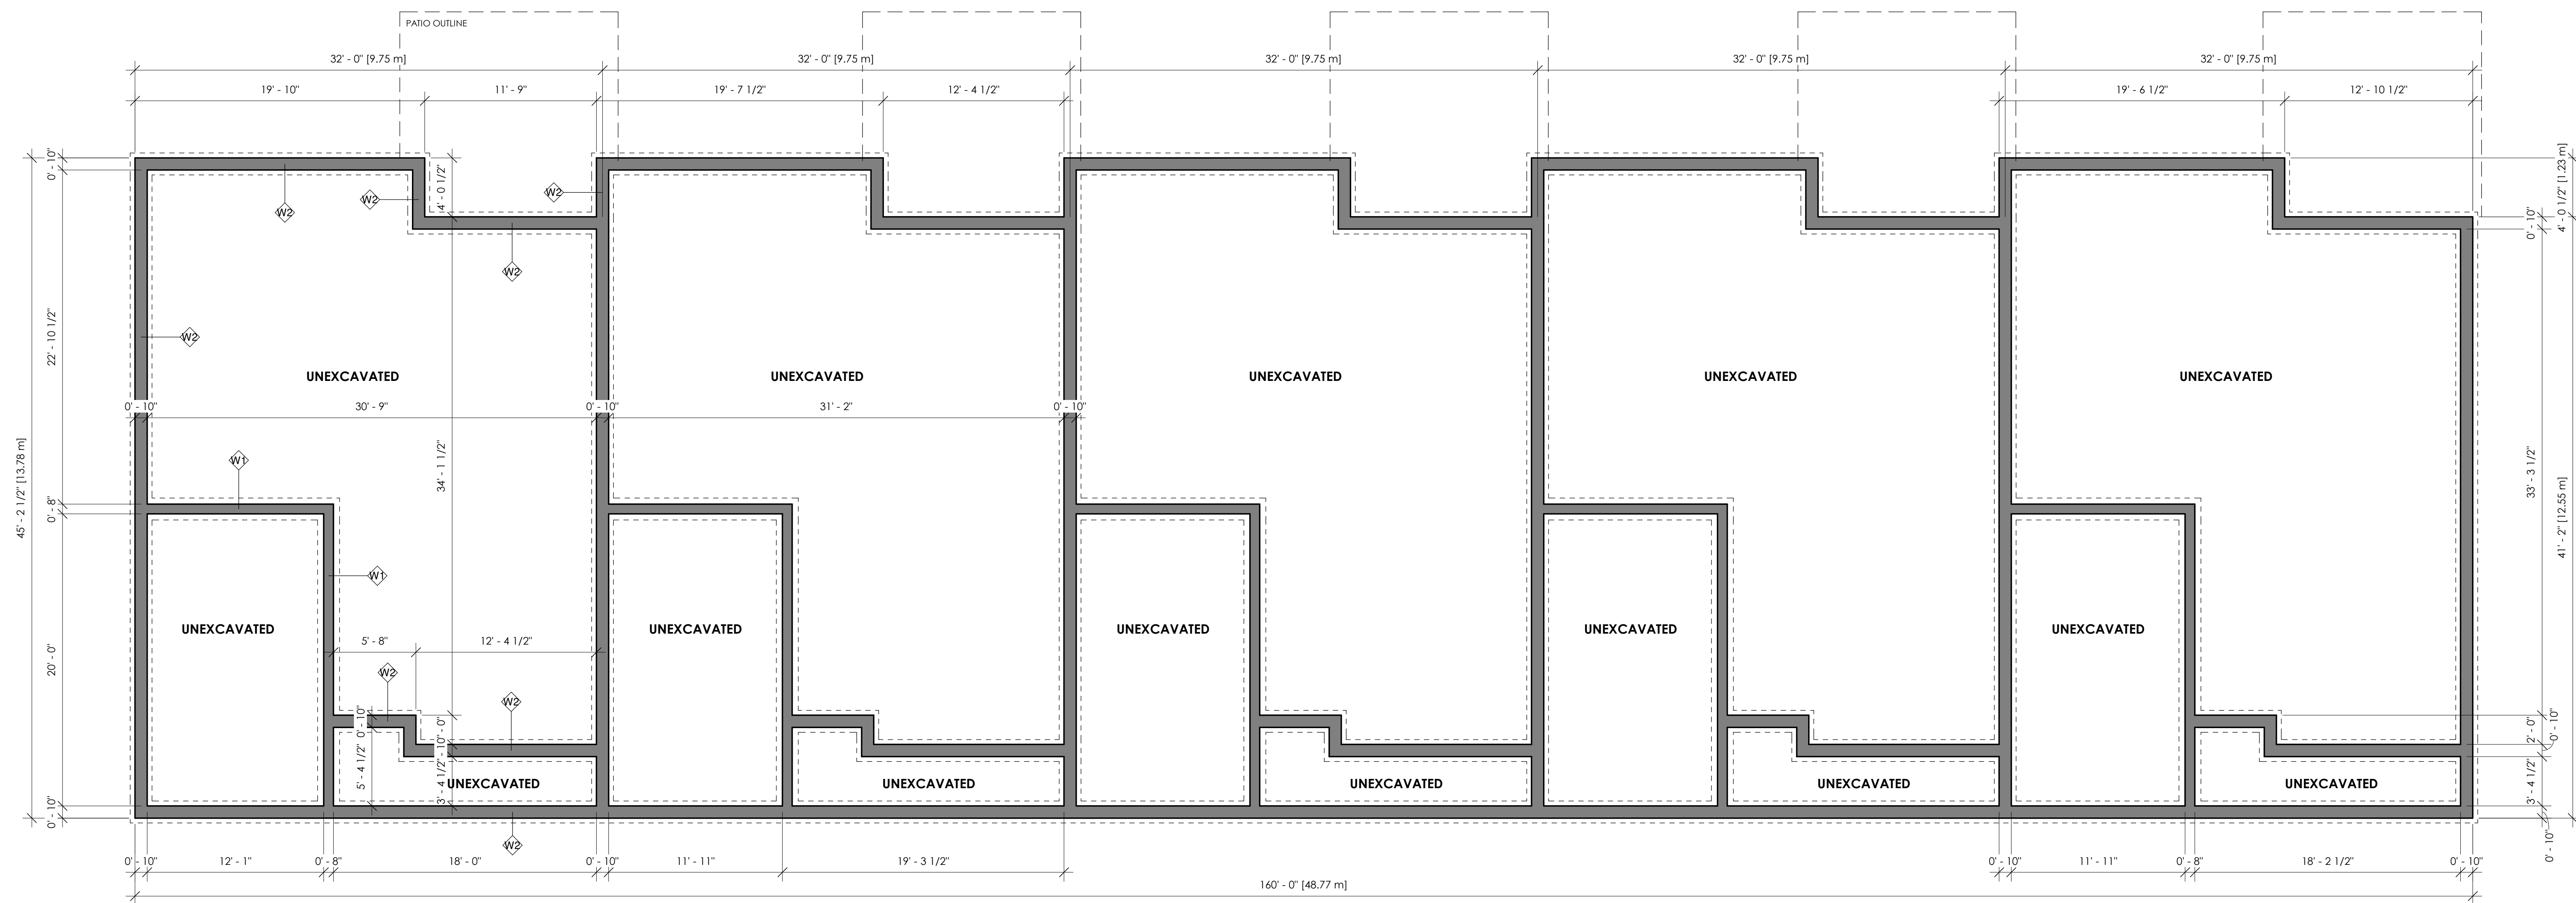 PATIO OUTLINE
32' - 0" [9.75 m]
32' - 0" [9.75 m]
32' - 0" [9.75 m]
32' - 0" [9.75 m]
32' - 0" [9.75 m]
19' - 10"
11' - 9"
19' - 7 1/2"
12' - 4 1/2"
19' - 6 1/2"
12' - 10 1/2"
0' - 10"
4' - 0 1/2"
W2
W2
W2
W2
W2
22' - 10 1/2"
UNEXCAVATED
UNEXCAVATED
UNEXCAVATED
UNEXCAVATED
UNEXCAVATED
0' - 10"
30' - 9"
0' - 10"
31' - 2"
0' - 10"
4' - 0 1/2" [1.23 m]
0' - 10"
45' - 2 1/2" [13.78 m]
W1
34' - 1 1/2"
33' - 3 1/2"
41' - 2" [12.55 m]
0' - 8"
W1
UNEXCAVATED
UNEXCAVATED
UNEXCAVATED
UNEXCAVATED
UNEXCAVATED
20' - 0"
5' - 8"
12' - 4 1/2"
W2
W2
0' - 10"
5' - 4 1/2"
3' - 4 1/2"
UNEXCAVATED
UNEXCAVATED
UNEXCAVATED
UNEXCAVATED
UNEXCAVATED
2' - 0"
0' - 10"
3' - 4 1/2"
0' - 10"
0' - 10"
W2
0' - 10"
12' - 1"
0' - 8"
18' - 0"
0' - 10"
11' - 11"
19' - 3 1/2"
0' - 10"
11' - 11"
0' - 8"
18' - 2 1/2"
0' - 10"
160' - 0" [48.77 m]